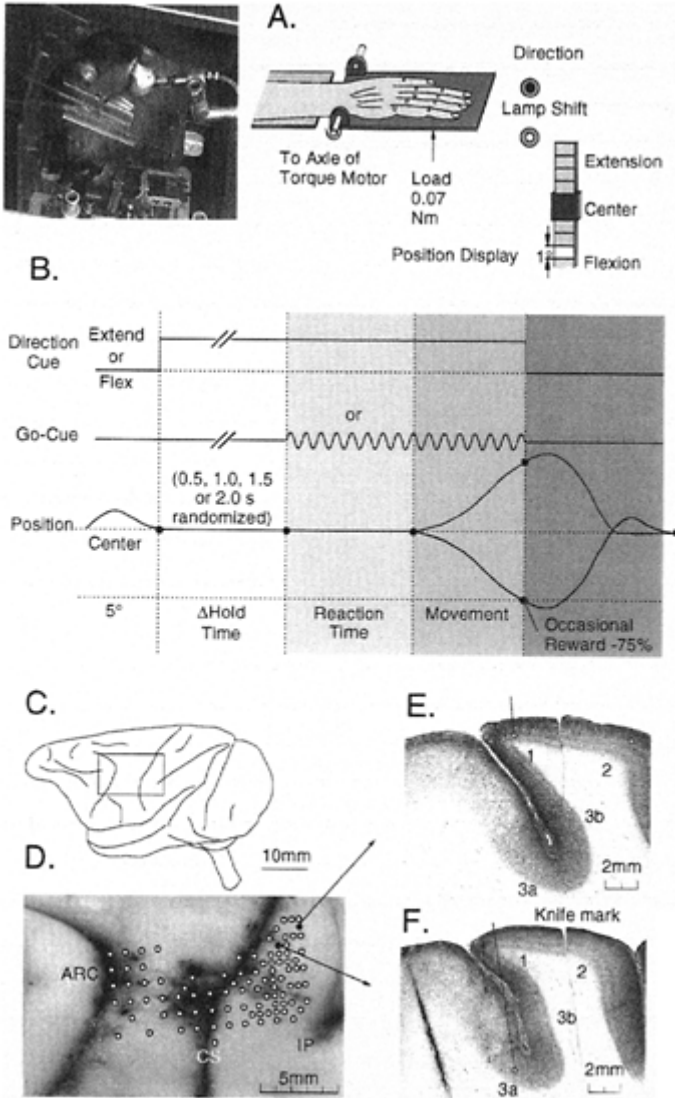 A.
Direction
Lamp Shift
To Axle of
Torque Motor
Load
0.07
Nm
Extension
Center
Position Display
Flexion
B.
Direction
Cue
Extend
or
Flex
or
Go-Cue
(0.5, 1.0, 1.5
or 2.0 s
randomized)
Position
Center
5°
ΔHold
Time
Reaction
Time
Movement
Occasional
Reward -75%
C.
10mm
D.
ARC
CS
IP
5mm
E.
1
2
3b
3a
2mm
F.
Knife mark
1
2
3b
3a
2mm